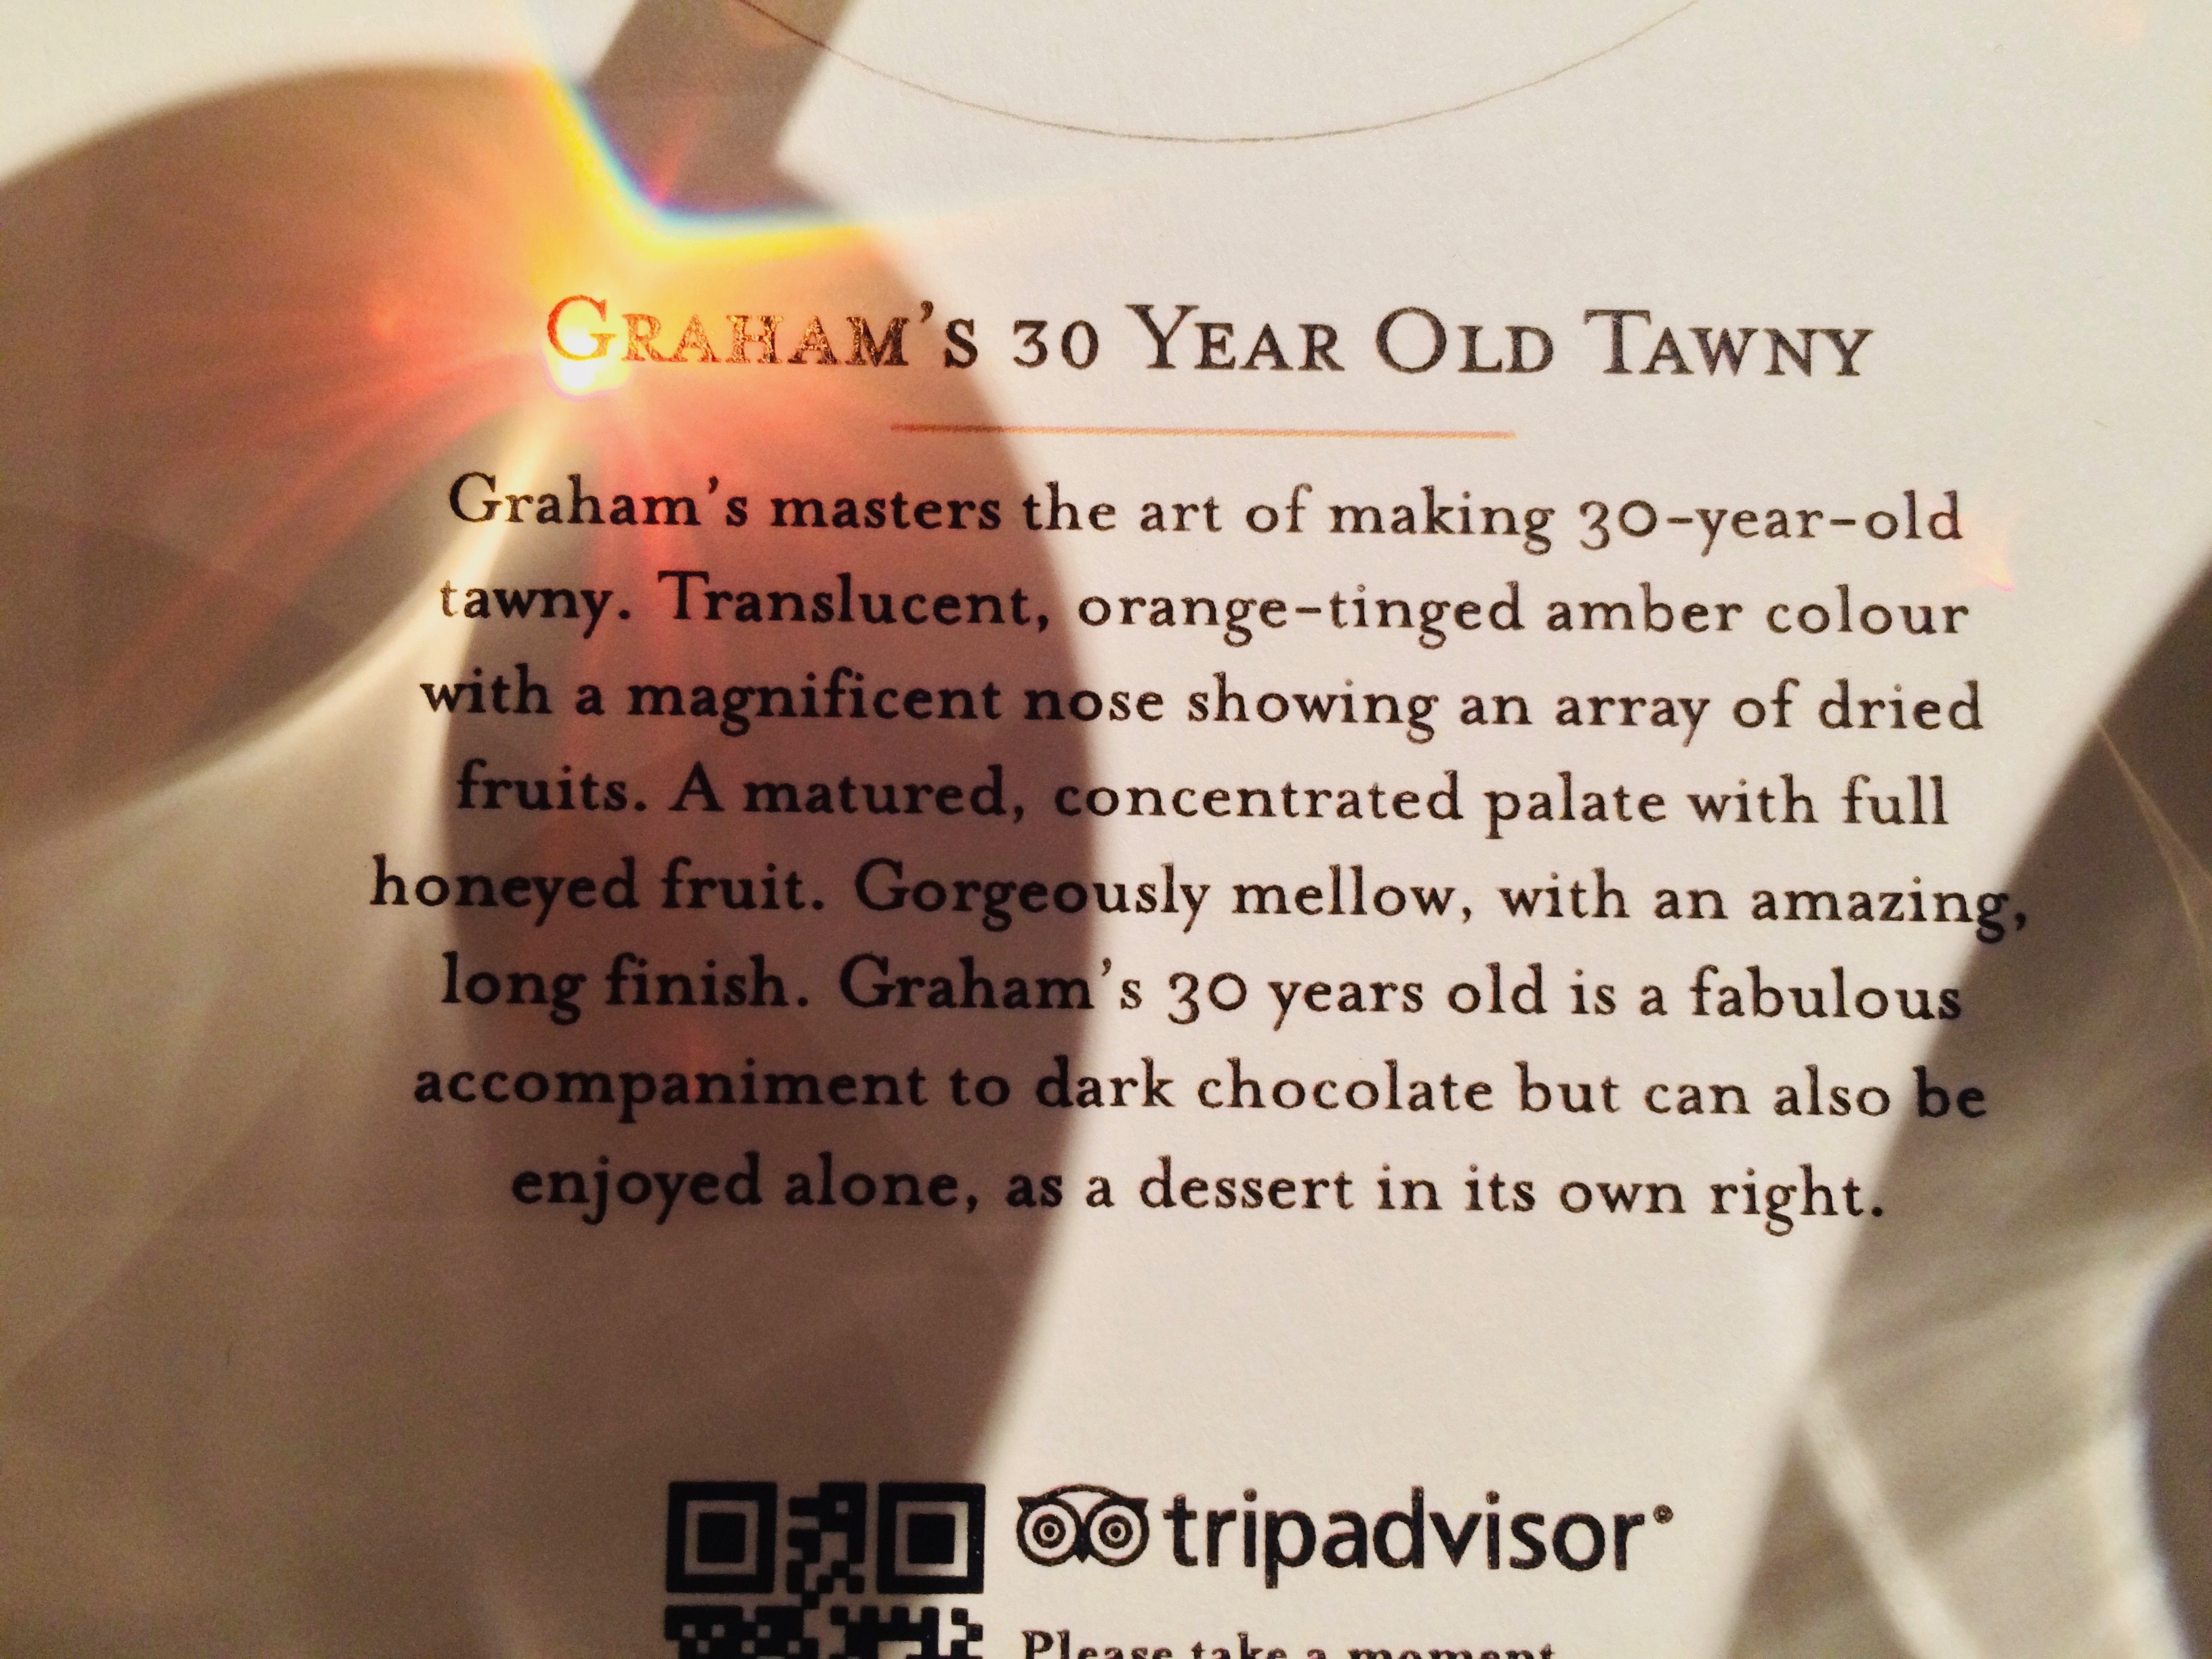 Graham's 30 Year Old Tawny
Graham's masters the art of making 30-year-old
tawny. Translucent, orange-tinged amber colour
with a magnificent nose showing an array of dried
fruits. A matured, concentrated palate with full
honeyed fruit. Gorgeously mellow, with an amazing,
long finish. Graham's 30 years old is a fabulous
accompaniment to dark chocolate but can also be
enjoyed alone, as a dessert in its own right.
tripadvisor®
Please take a moment